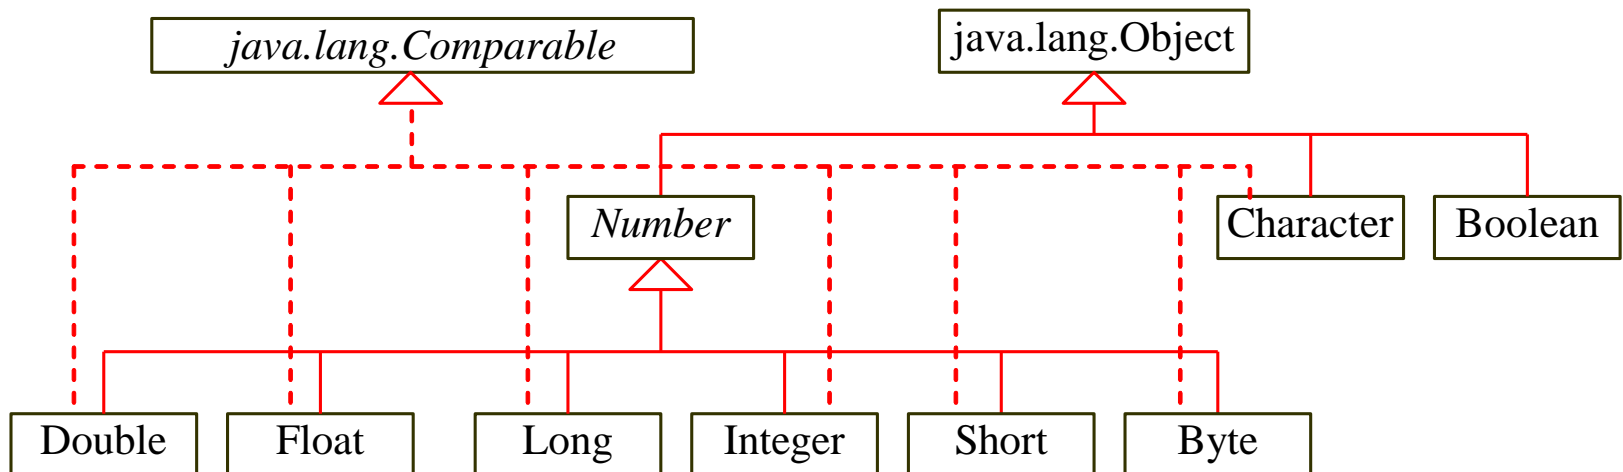 java.lang.Comparable
java.lang.Object
Number
Character
Boolean
Double
Float
Long
Integer
Short
Byte